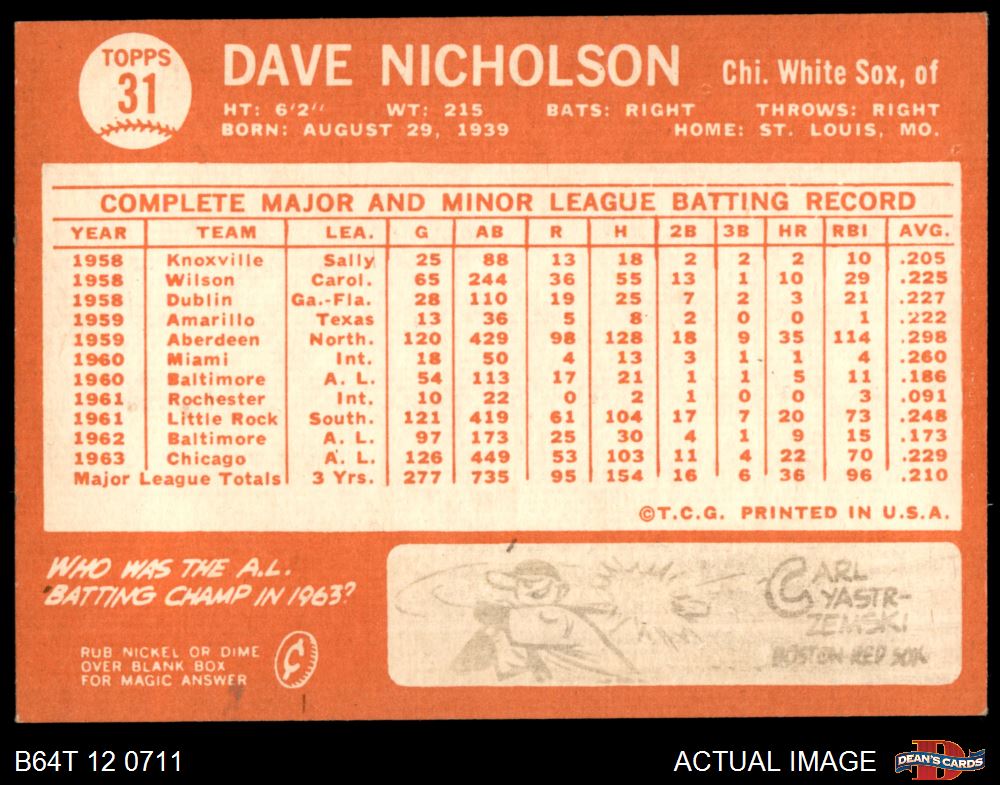 TOPPS
31
DAVE NICHOLSON Chi. White Sox, of
HT: 6'2" WT: 215 BATS: RIGHT THROWS: RIGHT
BORN: AUGUST 29, 1939 HOME: ST. LOUIS, MO.
COMPLETE MAJOR AND MINOR LEAGUE BATTING RECORD
YEAR TEAM LEA. G AB R H 2B 3B HR RBI AVG.
1958 Knoxville Sally 25 88 13 18 2 2 2 10 .205
1958 Wilson Carol. 65 244 36 55 13 1 10 29 .225
1958 Dublin Ga.-Fla. 28 110 19 25 7 2 3 21 .227
1959 Amarillo Texas 13 36 5 8 2 0 0 1 .222
1959 Aberdeen North. 120 429 98 128 18 9 35 114 .298
1960 Miami Int. 18 50 4 13 3 1 1 4 .260
1960 Baltimore A. L. 54 113 17 21 1 1 5 11 .186
1961 Rochester Int. 10 22 0 2 1 0 0 3 .091
1961 Little Rock South. 121 419 61 104 17 7 20 73 .248
1962 Baltimore A. L. 97 173 25 30 4 1 9 15 .173
1963 Chicago A. L. 126 449 53 103 11 4 22 70 .229
Major League Totals 3 Yrs. 277 735 95 154 16 6 36 96 .210
©T.C.G. PRINTED IN U.S.A.
WHO WAS THE A.L.
BATTING CHAMP IN 1963?
RUB NICKEL OR DIME
OVER BLANK BOX
FOR MAGIC ANSWER
¢
CARL
YASTR-
ZEMSKI
BOSTON RED SOX
B64T 12 0711
ACTUAL IMAGE
DEAN'S CARDS